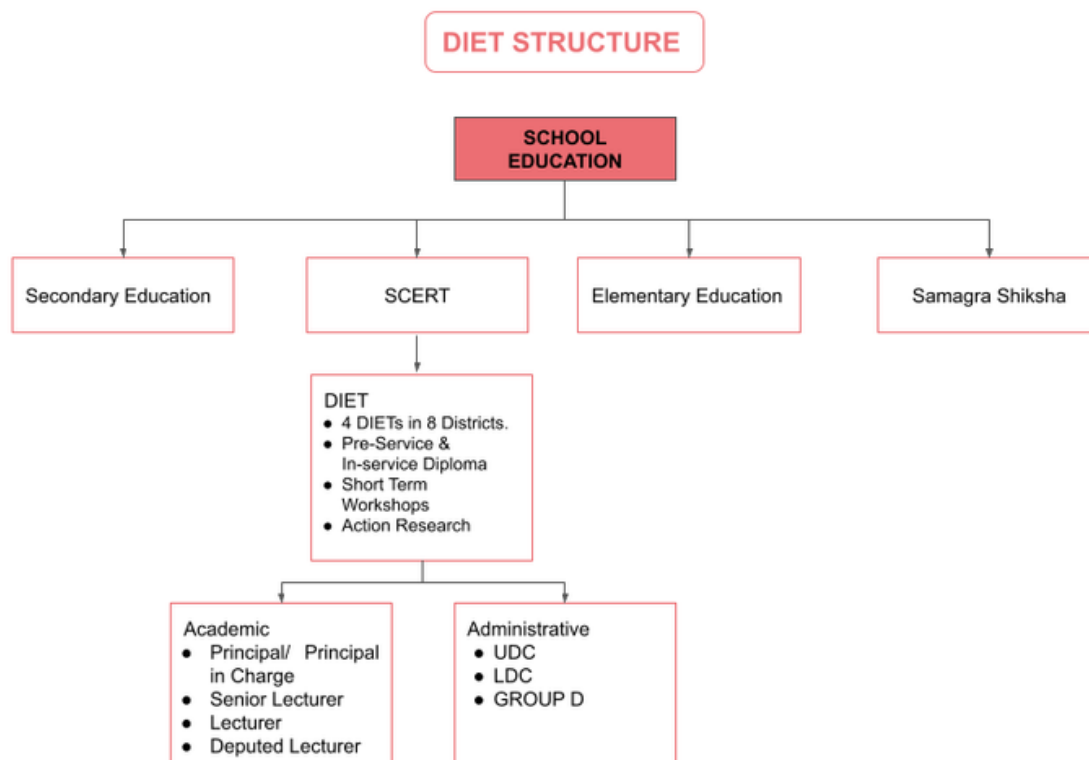 DIET STRUCTURE
SCHOOL
EDUCATION
Secondary Education
SCERT
Elementary Education
Samagra Shiksha
DIET
● 4 DIETs in 8 Districts.
● Pre-Service &
In-service Diploma
● Short Term
Workshops
● Action Research
Academic
● Principal/ Principal
in Charge
● Senior Lecturer
● Lecturer
● Deputed Lecturer
Administrative
● UDC
● LDC
● GROUP D